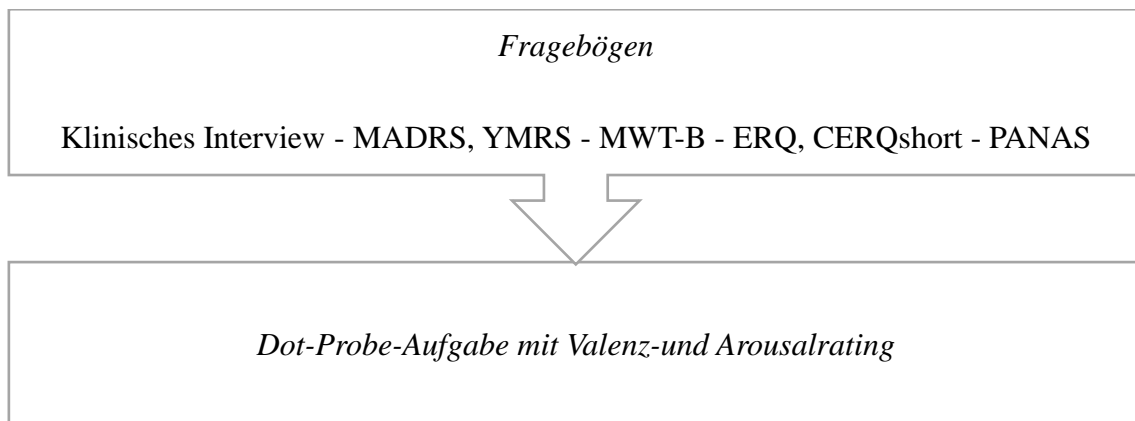 Fragebögen
Klinisches Interview - MADRS, YMRS - MWT-B - ERQ, CERQshort - PANAS
Dot-Probe-Aufgabe mit Valenz-und Arousalrating